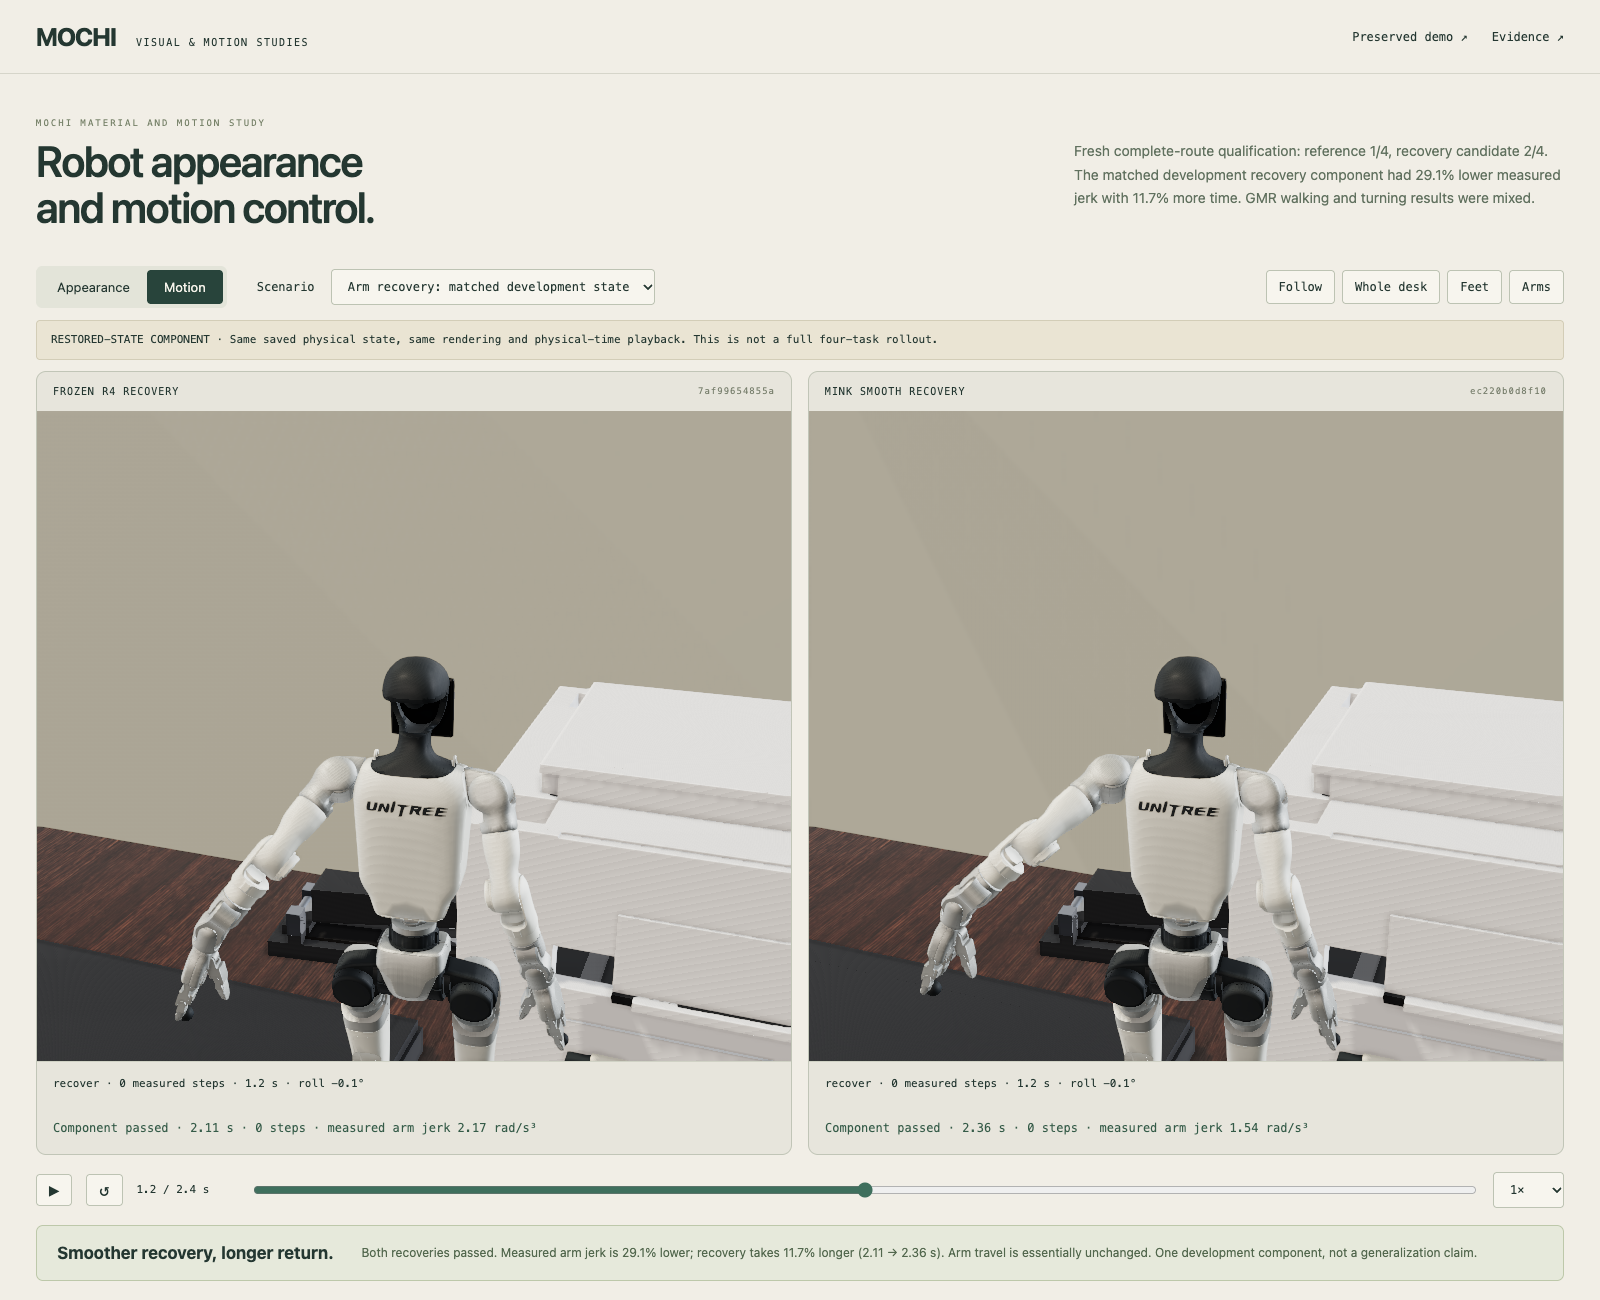 MOCHI VISUAL & MOTION STUDIES
Preserved demo ↗ Evidence ↗
MOCHI MATERIAL AND MOTION STUDY
Robot appearance
and motion control.
Fresh complete-route qualification: reference 1/4, recovery candidate 2/4.
The matched development recovery component had 29.1% lower measured
jerk with 11.7% more time. GMR walking and turning results were mixed.
Appearance Motion Scenario Arm recovery: matched development state
Follow Whole desk Feet Arms
RESTORED-STATE COMPONENT · Same saved physical state, same rendering and physical-time playback. This is not a full four-task rollout.
FROZEN R4 RECOVERY 7af99654855a
UNITREE
recover · 0 measured steps · 1.2 s · roll −0.1°
Component passed · 2.11 s · 0 steps · measured arm jerk 2.17 rad/s³
MINK SMOOTH RECOVERY ec220b0d8f10
UNITREE
recover · 0 measured steps · 1.2 s · roll −0.1°
Component passed · 2.36 s · 0 steps · measured arm jerk 1.54 rad/s³
▶ ↺ 1.2 / 2.4 s 1×
Smoother recovery, longer return. Both recoveries passed. Measured arm jerk is 29.1% lower; recovery takes 11.7% longer (2.11 → 2.36 s). Arm travel is essentially unchanged. One development component, not a generalization claim.